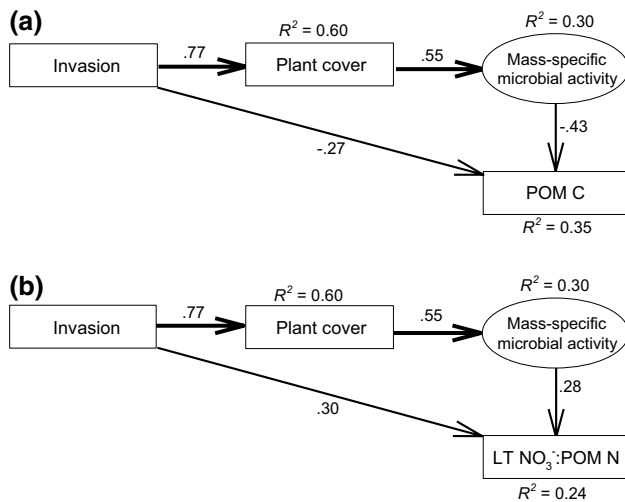 (a)
R² = 0.60
R² = 0.30
Invasion
.77
Plant cover
.55
Mass-specific
microbial activity
-.27
-.43
POM C
R² = 0.35
(b)
R² = 0.60
R² = 0.30
Invasion
.77
Plant cover
.55
Mass-specific
microbial activity
.30
.28
LT NO₃⁻:POM N
R² = 0.24